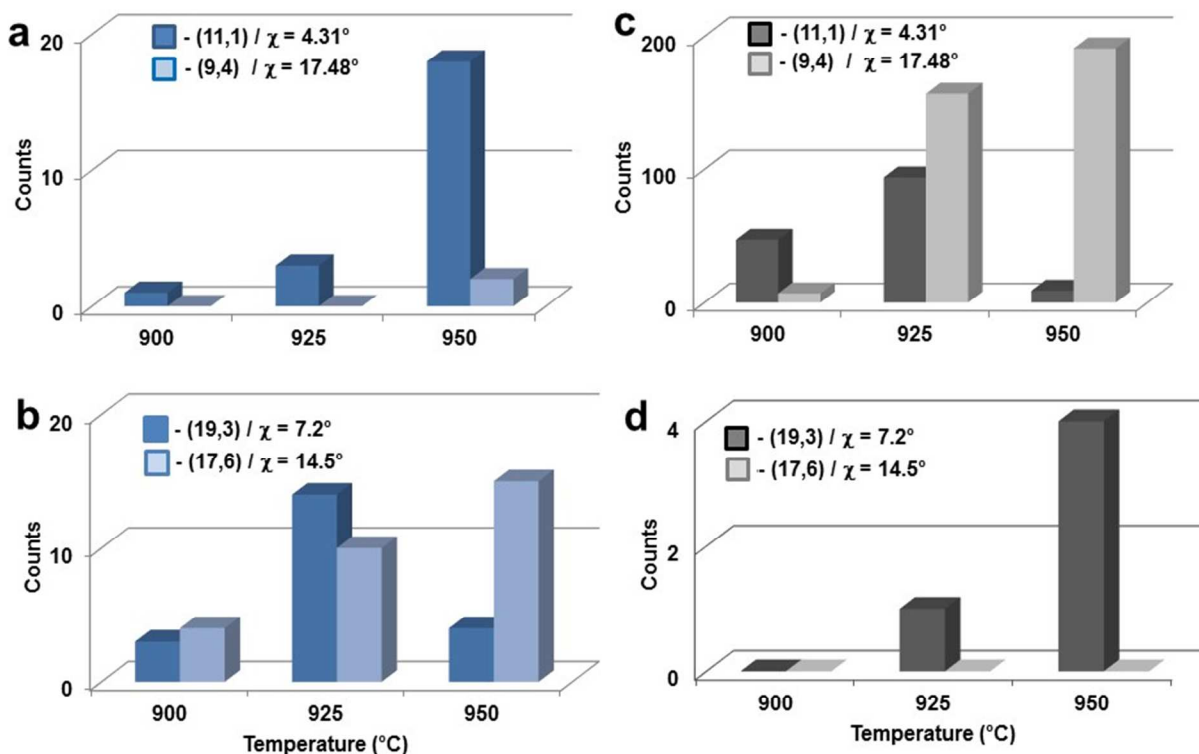 a
- (11,1) / χ = 4.31°
- (9,4) / χ = 17.48°
20
10
0
Counts
900 925 950
c
- (11,1) / χ = 4.31°
- (9,4) / χ = 17.48°
200
100
0
Counts
900 925 950
b
- (19,3) / χ = 7.2°
- (17,6) / χ = 14.5°
20
10
0
Counts
900 925 950
Temperature (°C)
d
- (19,3) / χ = 7.2°
- (17,6) / χ = 14.5°
4
2
0
Counts
900 925 950
Temperature (°C)